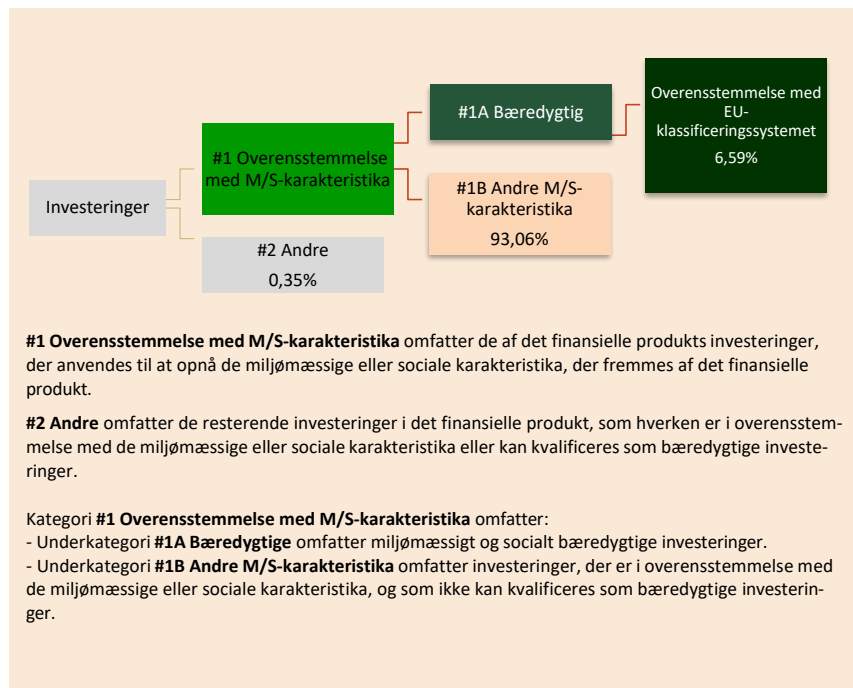 Investeringer
#1 Overensstemmelse
med M/S-karakteristika
#2 Andre
0,35%
#1A Bæredygtig
#1B Andre M/S-
karakteristika
93,06%
Overensstemmelse med
EU-
klassificeringssystemet
6,59%
#1 Overensstemmelse med M/S-karakteristika omfatter de af det finansielle produkts investeringer,
der anvendes til at opnå de miljømæssige eller sociale karakteristika, der fremmes af det finansielle
produkt.
#2 Andre omfatter de resterende investeringer i det finansielle produkt, som hverken er i overensstem-
melse med de miljømæssige eller sociale karakteristika eller kan kvalificeres som bæredygtige investe-
ringer.
Kategori #1 Overensstemmelse med M/S-karakteristika omfatter:
- Underkategori #1A Bæredygtige omfatter miljømæssigt og socialt bæredygtige investeringer.
- Underkategori #1B Andre M/S-karakteristika omfatter investeringer, der er i overensstemmelse med
de miljømæssige eller sociale karakteristika, og som ikke kan kvalificeres som bæredygtige investerin-
ger.